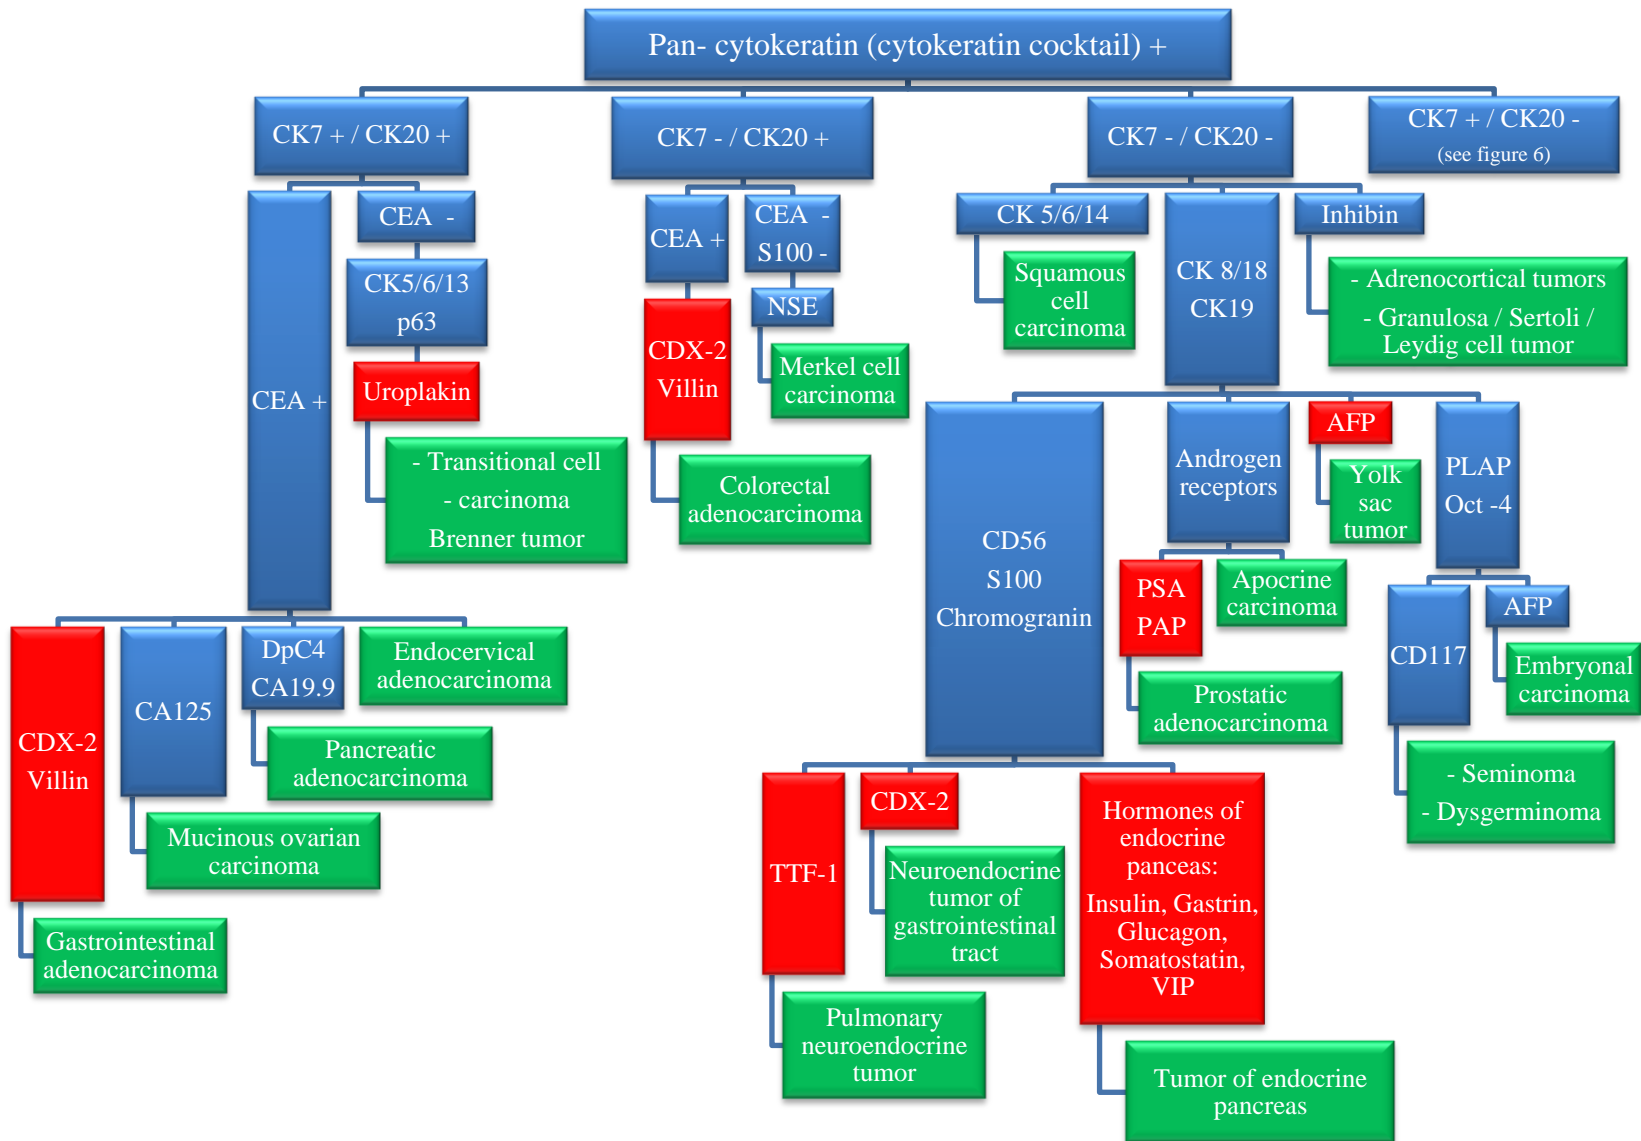 Pan- cytokeratin (cytokeratin cocktail) +
CK7 + / CK20 +
CK7 - / CK20 +
CK7 - / CK20 -
CK7 + / CK20 -
(see figure 6)
CEA +
CEA -
CK5/6/13
p63
Uroplakin
- Transitional cell
- carcinoma
Brenner tumor
CDX-2
Villin
Gastrointestinal
adenocarcinoma
CA125
Mucinous ovarian
carcinoma
DpC4
CA19.9
Pancreatic
adenocarcinoma
Endocervical
adenocarcinoma
CEA +
CDX-2
Villin
Colorectal
adenocarcinoma
CEA -
S100 -
NSE
Merkel cell
carcinoma
CK 5/6/14
Squamous
cell
carcinoma
CK 8/18
CK19
Inhibin
- Adrenocortical tumors
- Granulosa / Sertoli /
Leydig cell tumor
CD56
S100
Chromogranin
TTF-1
Pulmonary
neuroendocrine
tumor
CDX-2
Neuroendocrine
tumor of
gastrointestinal
tract
Hormones of
endocrine
panceas:
Insulin, Gastrin,
Glucagon,
Somatostatin,
VIP
Tumor of endocrine
pancreas
Androgen
receptors
PSA
PAP
Prostatic
adenocarcinoma
Apocrine
carcinoma
AFP
Yolk
sac
tumor
PLAP
Oct -4
CD117
- Seminoma
- Dysgerminoma
AFP
Embryonal
carcinoma